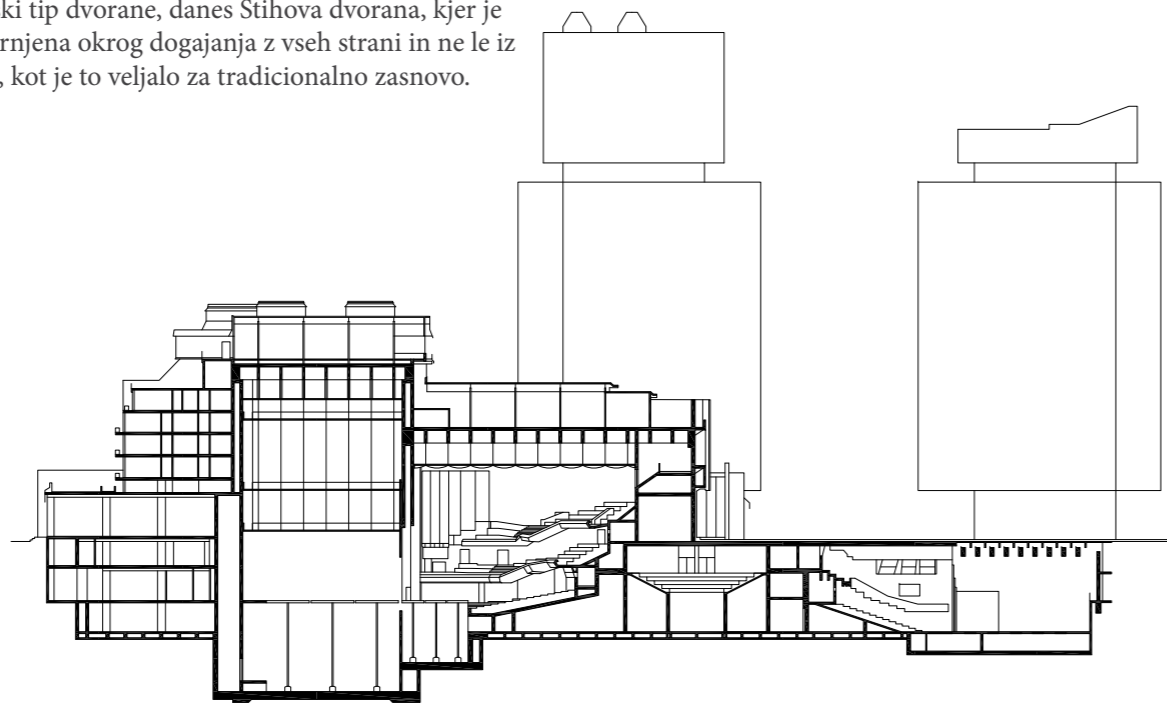 ki tip dvorane, danes Štihova dvorana, kjer je
rnjena okrog dogajanja z vseh strani in ne le iz
, kot je to veljalo za tradicionalno zasnovo.